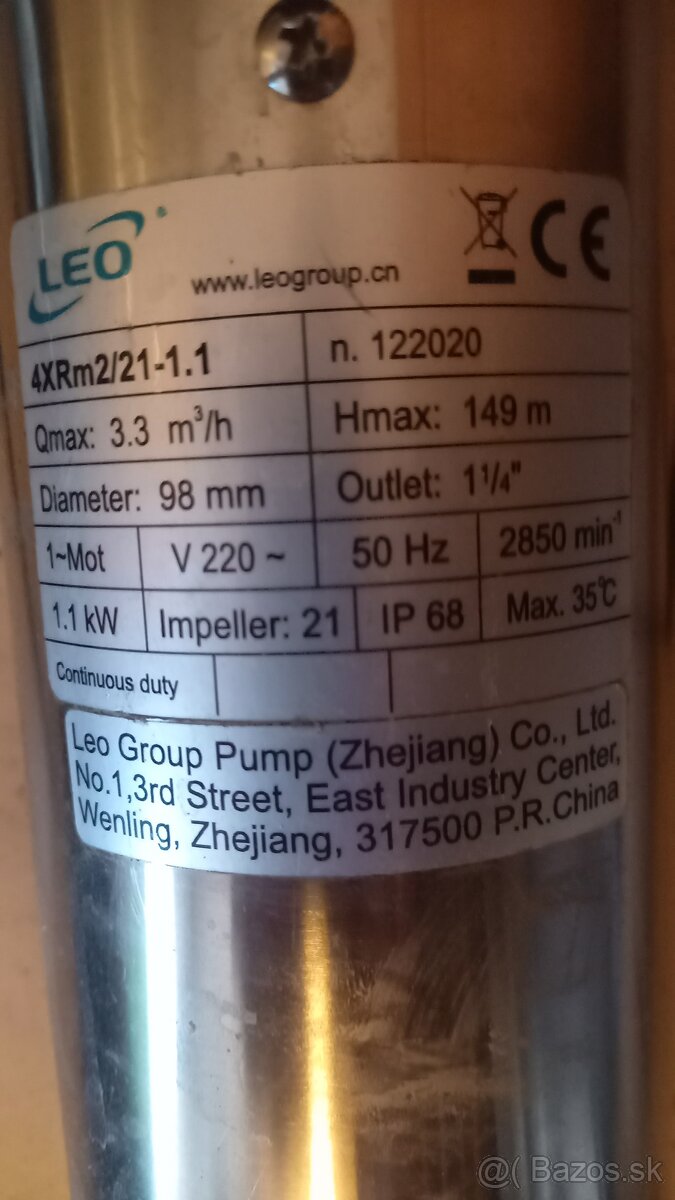 LEO ®
www.leogroup.cn
CE
4XRm2/21-1.1 n. 122020
Qmax: 3.3 m³/h Hmax: 149 m
Diameter: 98 mm Outlet: 1¹/⁴"
1~Mot V 220 ~ 50 Hz 2850 min⁻¹
1.1 kW Impeller: 21 IP 68 Max. 35℃
Continuous duty
Leo Group Pump (Zhejiang) Co., Ltd.
No.1,3rd Street, East Industry Center,
Wenling, Zhejiang, 317500 P.R.China
@( Bazos.sk